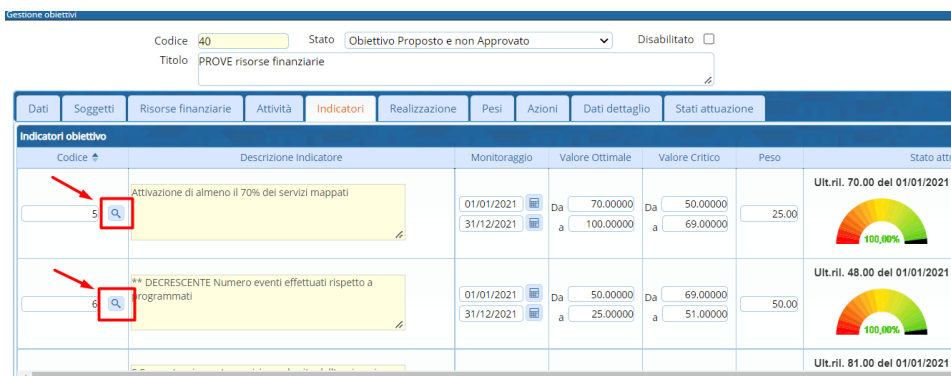 Gestione obiettivi
Codice 40 Stato Obiettivo Proposto e non Approvato Disabilitato
Titolo PROVE risorse finanziarie
Dati Soggetti Risorse finanziarie Attività Indicatori Realizzazione Pesi Azioni Dati dettaglio Stati attuazione
Indicatori obiettivo
Codice Descrizione Indicatore Monitoraggio Valore Ottimale Valore Critico Peso Stato att
Ult.ril. 70.00 del 01/01/2021
Attivazione di almeno il 70% dei servizi mappati
01/01/2021 Da 70.00000 Da 50.00000
5 25.00
31/12/2021 a 100.00000 a 69.00000
100,00%
Ult.ril. 48.00 del 01/01/2021
** DECRESCENTE Numero eventi effettuati rispetto a
programmati
01/01/2021 Da 50.00000 Da 69.00000
6 50.00
31/12/2021 a 25.00000 a 51.00000
100,00%
Ult.ril. 81.00 del 01/01/2021